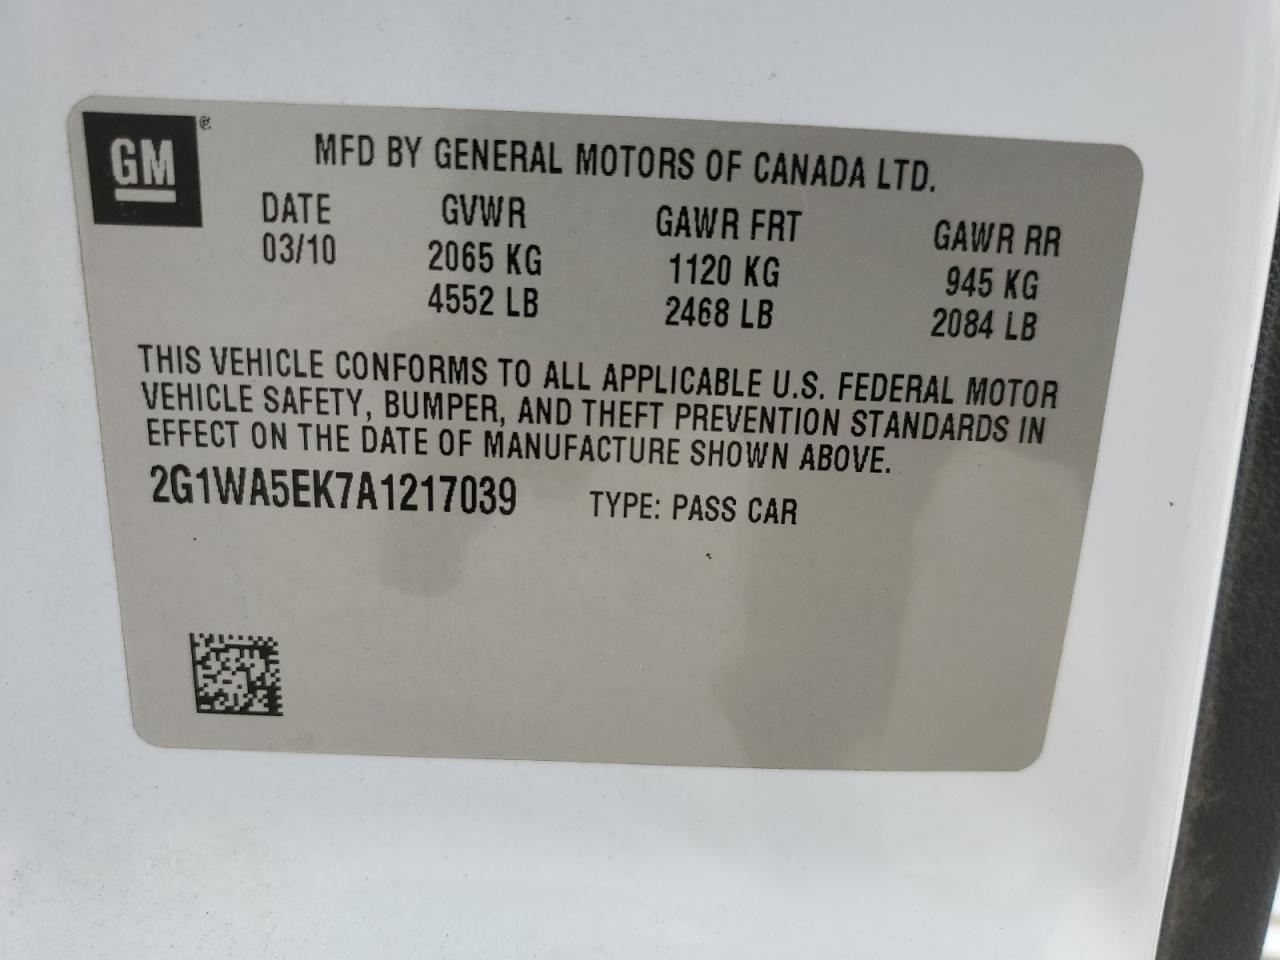 GM
MFD BY GENERAL MOTORS OF CANADA LTD.
DATE GVWR GAWR FRT GAWR RR
03/10 2065 KG 1120 KG 945 KG
4552 LB 2468 LB 2084 LB
THIS VEHICLE CONFORMS TO ALL APPLICABLE U.S. FEDERAL MOTOR
VEHICLE SAFETY, BUMPER, AND THEFT PREVENTION STANDARDS IN
EFFECT ON THE DATE OF MANUFACTURE SHOWN ABOVE.
2G1WA5EK7A1217039 TYPE: PASS CAR